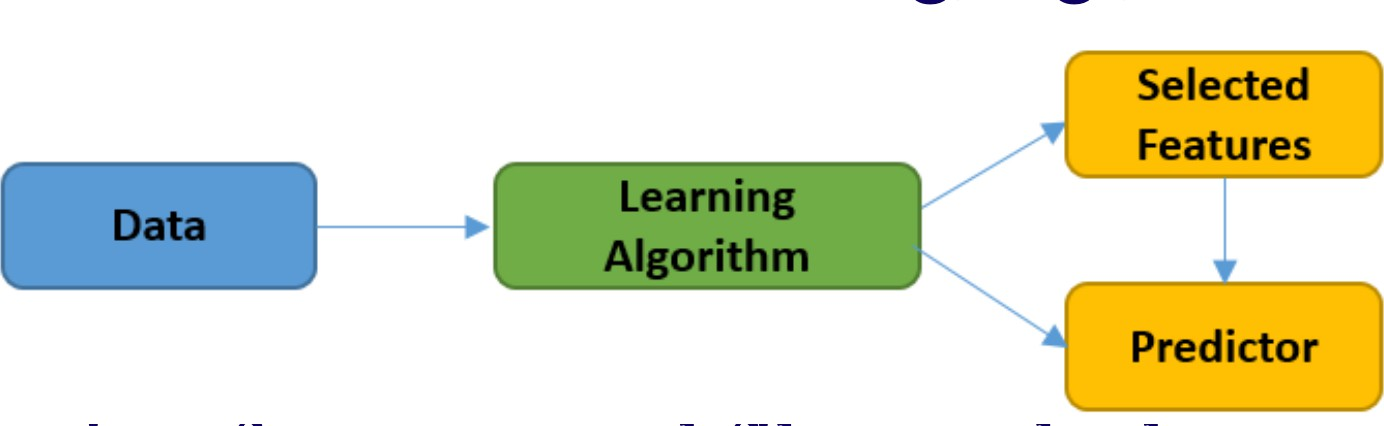 Data
Learning
Algorithm
Selected
Features
Predictor